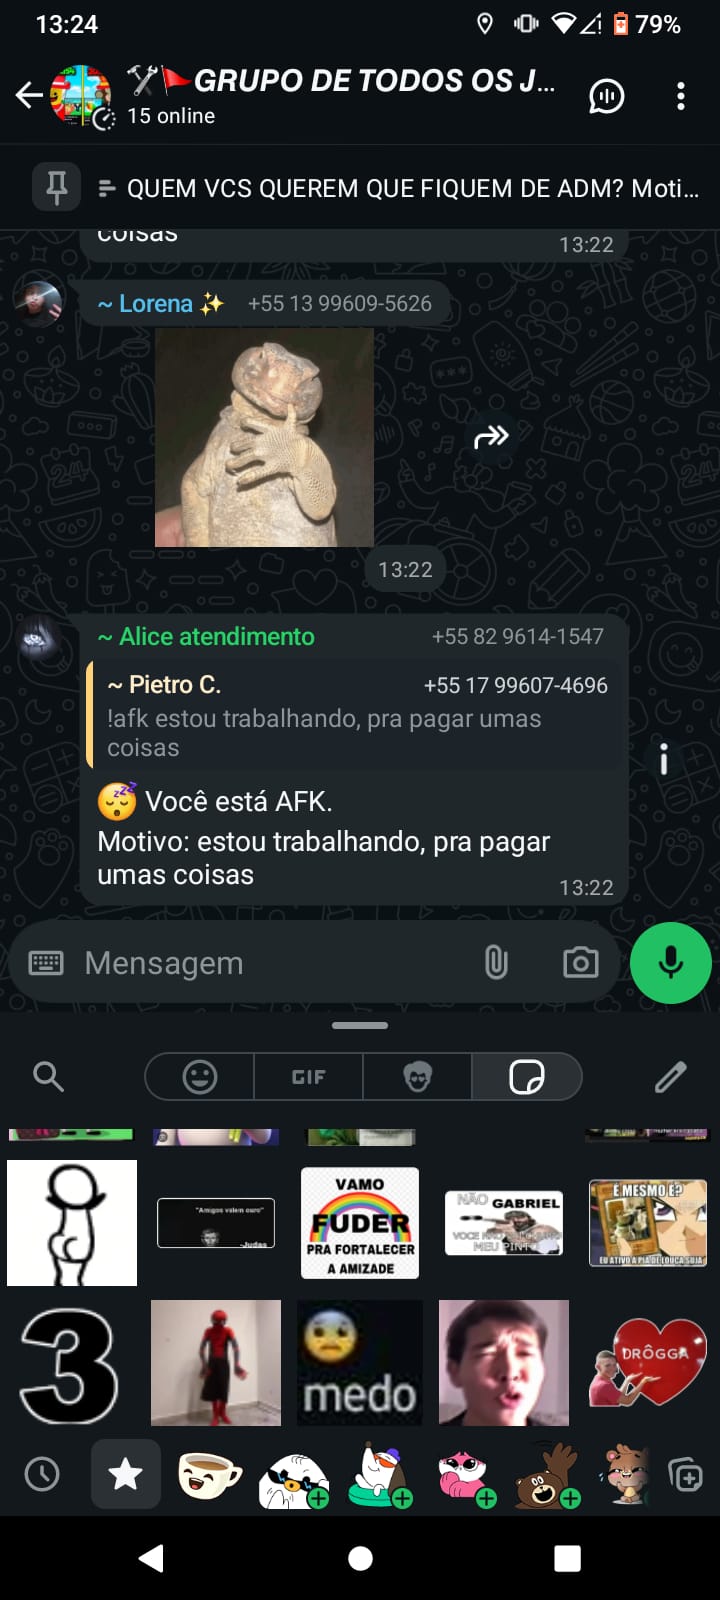 13:24
79%
GRUPO DE TODOS OS J...
15 online
QUEM VCS QUEREM QUE FIQUEM DE ADM? Moti...
coisas
13:22
~ Lorena ✨ +55 13 99609-5626
13:22
~ Alice atendimento +55 82 9614-1547
~ Pietro C. +55 17 99607-4696
!afk estou trabalhando, pra pagar umas
coisas
😴 Você está AFK.
Motivo: estou trabalhando, pra pagar
umas coisas
13:22
Mensagem
GIF
"Amigos valem ouro"
-Judas
VAMO
FUDER
PRA FORTALECER
A AMIZADE
NÃO GABRIEL
VOCE NÃO
MEU PINTO
É MESMO É?
EU ATIVO A PIA DE LOUÇA SUJA
3
medo
DRÔGGA